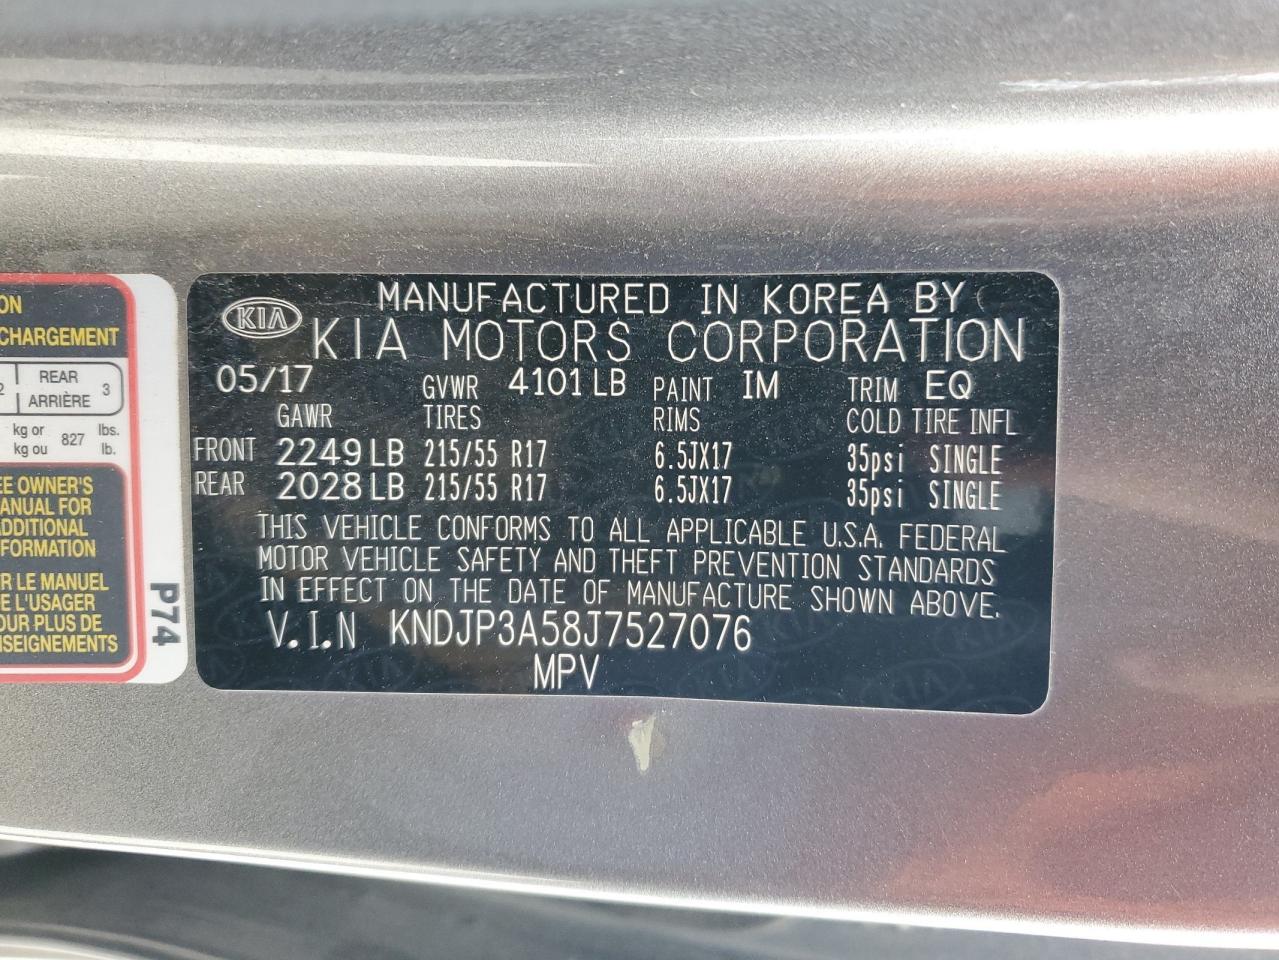 ON
CHARGEMENT
2 REAR 3
ARRIÈRE
kg or 827 lbs.
kg ou lb.
EE OWNER'S
ANUAL FOR
ADDITIONAL
FORMATION
R LE MANUEL
E L'USAGER
OUR PLUS DE
NSEIGNEMENTS
P74
KIA
MANUFACTURED IN KOREA BY
KIA MOTORS CORPORATION
05/17 GVWR 4101 LB PAINT IM TRIM EQ
GAWR TIRES RIMS COLD TIRE INFL
FRONT 2249 LB 215/55 R17 6.5JX17 35psi SINGLE
REAR 2028 LB 215/55 R17 6.5JX17 35psi SINGLE
THIS VEHICLE CONFORMS TO ALL APPLICABLE U.S.A. FEDERAL
MOTOR VEHICLE SAFETY AND THEFT PREVENTION STANDARDS
IN EFFECT ON THE DATE OF MANUFACTURE SHOWN ABOVE.
V.I.N KNDJP3A58J7527076
MPV